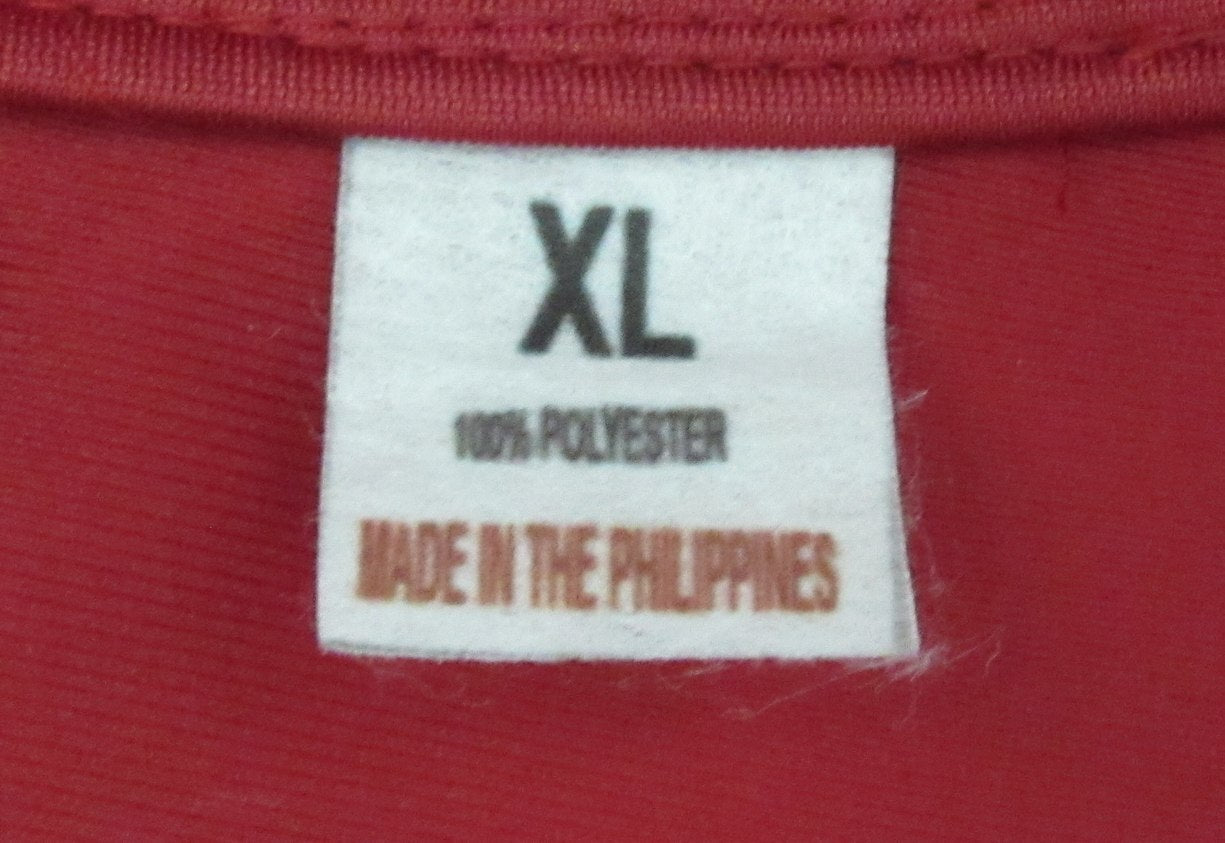 XL
100% POLYESTER
MADE IN THE PHILIPPINES